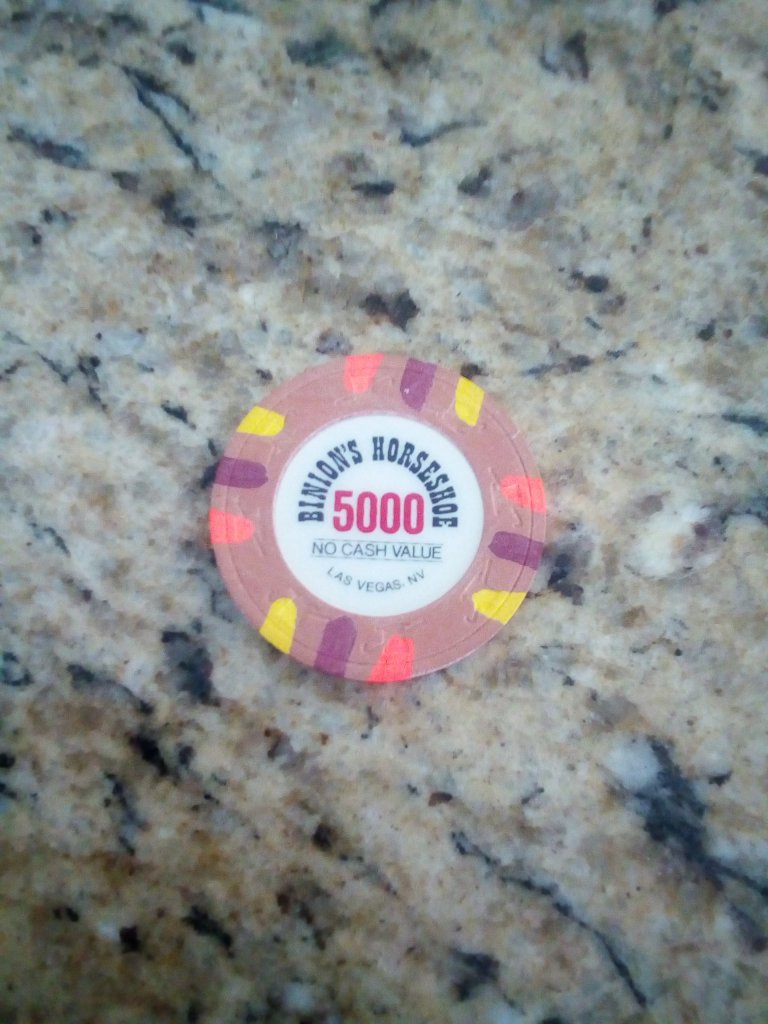 BINION'S HORSESHOE
5000
NO CASH VALUE
LAS VEGAS, NV